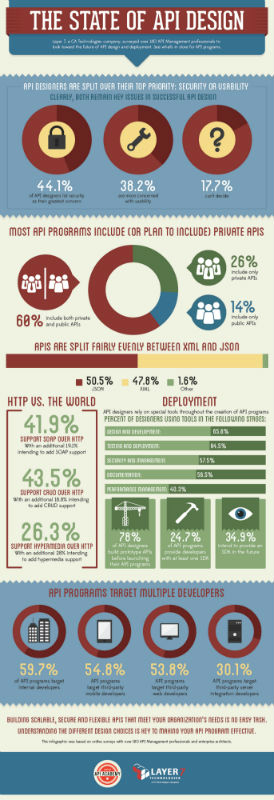 THE STATE OF API DESIGN
Layer 7, a CA Technologies company, surveyed over 180 API Management professionals to
look toward the future of API design and deployment. See what's in store for API programs.
API DESIGNERS ARE SPLIT OVER THEIR TOP PRIORITY: SECURITY OR USABILITY
CLEARLY, BOTH REMAIN KEY ISSUES IN SUCCESSFUL API DESIGN
44.1%
of API designers list security
as their greatest concern
38.2%
are more concerned
with usability
17.7%
can't decide
MOST API PROGRAMS INCLUDE (OR PLAN TO INCLUDE) PRIVATE APIS
60% include both private
and public APIs
26%
include only
private APIs
14%
include only
public APIs
APIS ARE SPLIT FAIRLY EVENLY BETWEEN XML AND JSON
50.5%
JSON
47.8%
XML
1.6%
Other
HTTP VS. THE WORLD
41.9%
SUPPORT SOAP OVER HTTP
With an additional
intending to add SOAP support
43.5%
SUPPORT CRUD OVER HTTP
With an additional
intending to add
CRUD support
26.3%
SUPPORT HYPERMEDIA OVER HTTP
With an additional 28% intending
to add hypermedia support
DEPLOYMENT
API designers rely on special tools throughout the creation of API programs
PERCENT OF DESIGNERS USING TOOLS IN THE FOLLOWING STAGES:
DESIGN AND DEVELOPMENT:
TESTING AND DEPLOYMENT:
SECURITY AND MANAGEMENT: 57.5%
DOCUMENTATION:
PERFORMANCE MANAGEMENT:
78%
of API designers
build prototype APIs
before launching
their API programs
24.7%
of API programs
provide developers
with at least one SDK
34.9%
intend to provide
an SDK in the future
API PROGRAMS TARGET MULTIPLE DEVELOPERS
59.7%
of API programs target
internal developers
54.8%
API programs
target third-party
mobile developers
53.8%
API programs
target third-party
web developers
30.1%
API programs
target third-party
server integration
developers
BUILDING SCALABLE, SECURE AND FLEXIBLE APIS THAT MEET YOUR ORGANIZATION'S NEEDS IS NO EASY TASK.
UNDERSTANDING THE DIFFERENT DESIGN CHOICES IS KEY TO MAKING YOUR API PROGRAM EFFECTIVE.
This infographic was based on online surveys with over 180 API Management professionals and enterprise architects.
API ACADEMY
LAYER 7
TECHNOLOGIES